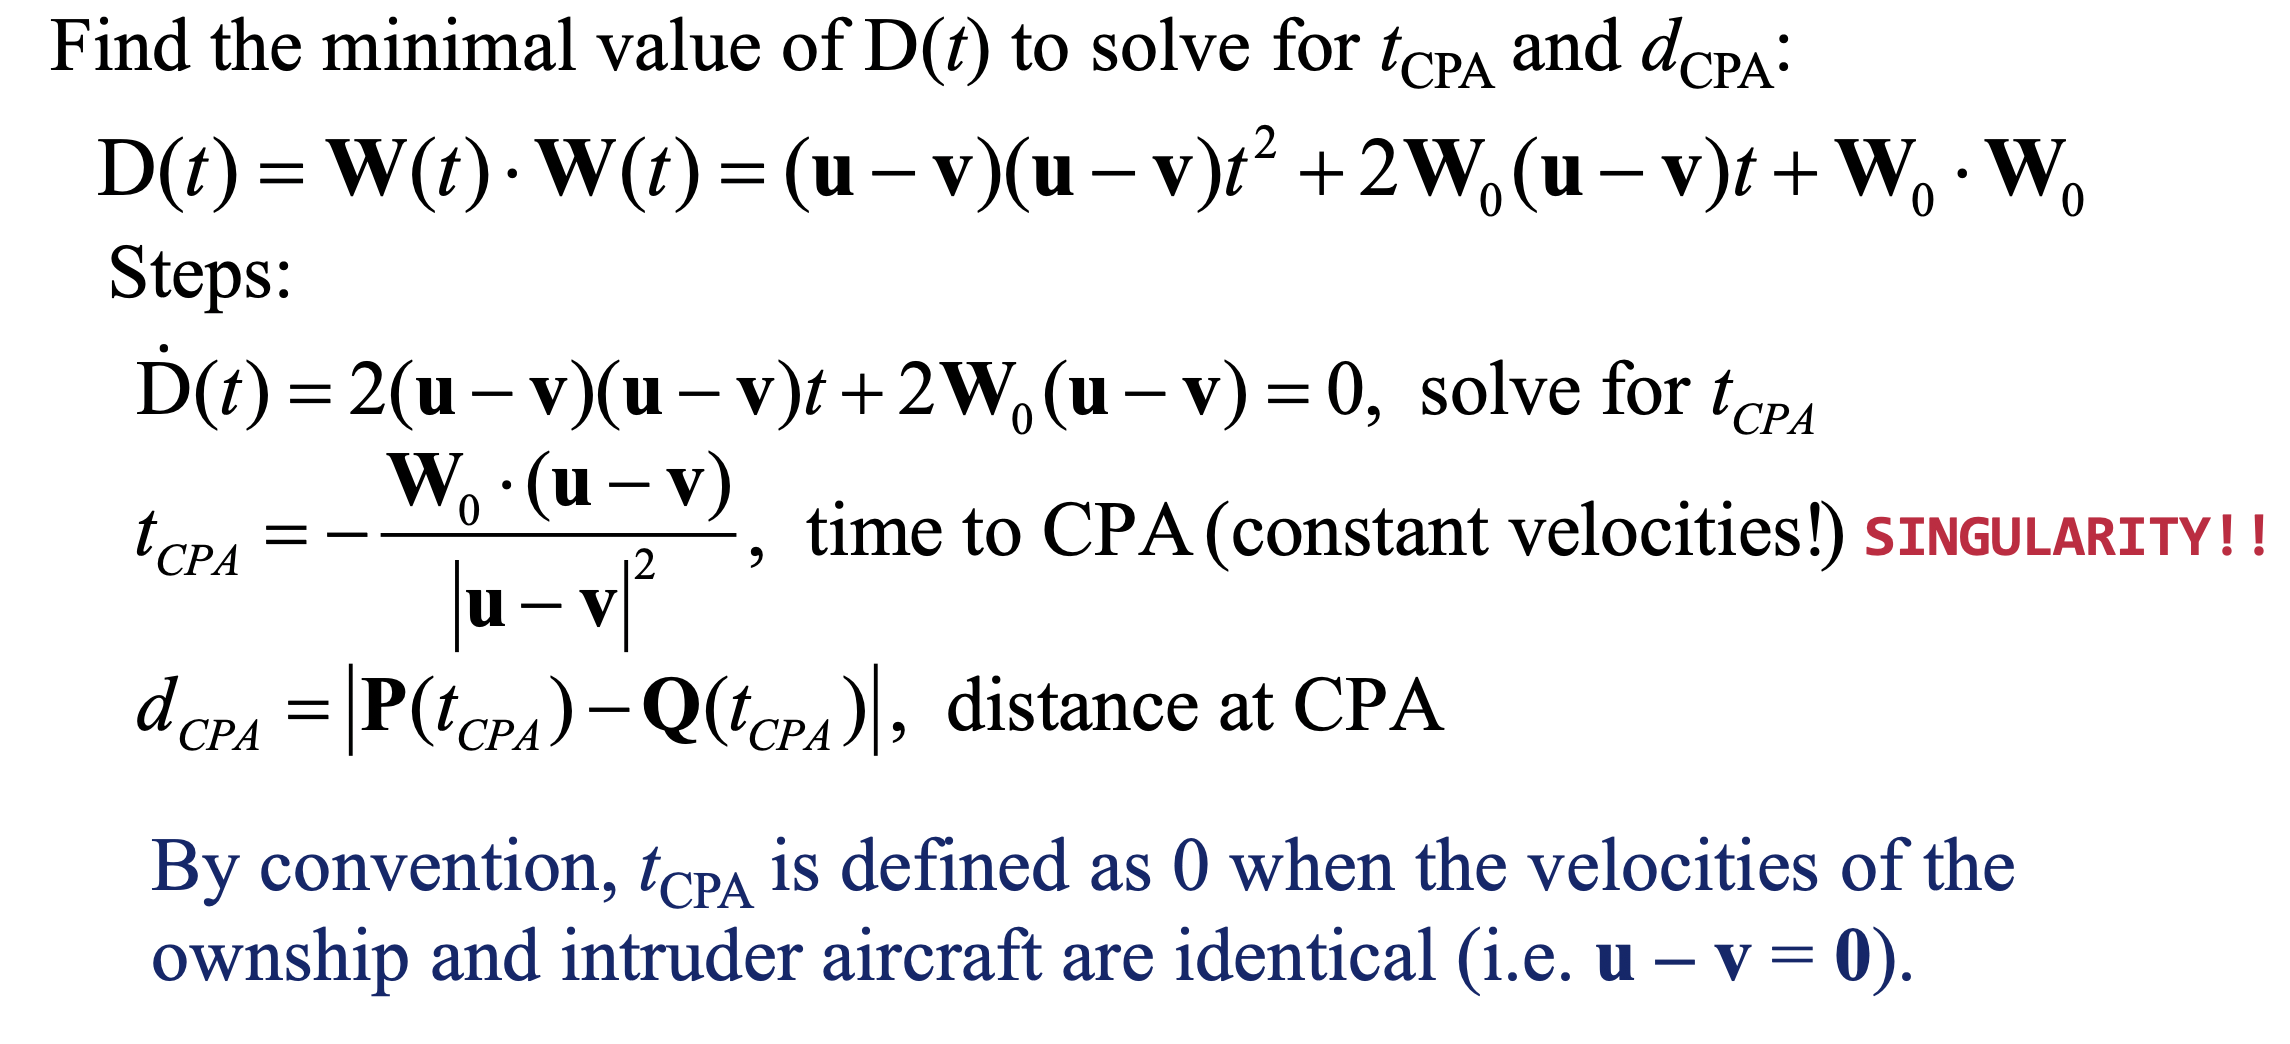 Find the minimal value of D(t) to solve for t_CPA and d_CPA:
D(t) = W(t) · W(t) = (u – v)(u – v)t² + 2W₀(u – v)t + W₀ · W₀
Steps:
Ḋ(t) = 2(u – v)(u – v)t + 2W₀(u – v) = 0, solve for t_CPA
t_CPA = – W₀ · (u – v) / |u – v|², time to CPA (constant velocities!) SINGULARITY!!
d_CPA = |P(t_CPA) – Q(t_CPA)|, distance at CPA
By convention, t_CPA is defined as 0 when the velocities of the
ownship and intruder aircraft are identical (i.e. u – v = 0).